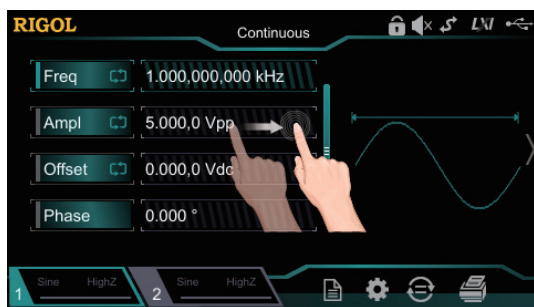 RIGOL
Continuous
LXI
Freq 1.000,000,000 kHz
Ampl 5.000,0 Vpp
Offset 0.000,0 Vdc
Phase 0.000 °
1 Sine HighZ 2 Sine HighZ